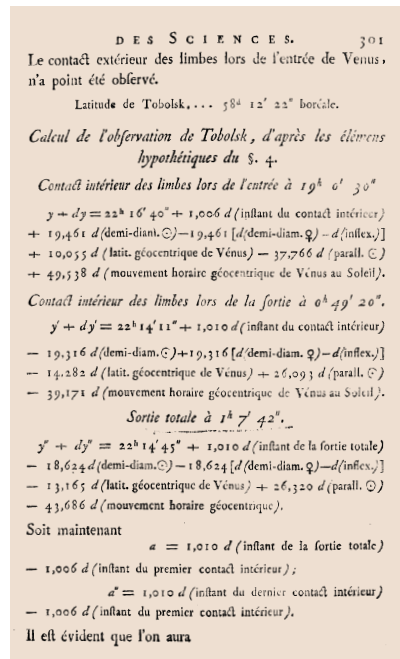 DES SCIENCES. 301
Le contact extérieur des limbes lors de l'entrée de Venus,
n'a point été observé.
Latitude de Tobolsk,... 58ᵈ 12′ 22″ boréale.
Calcul de l'observation de Tobolsk, d'après les élémens
hypothétiques du §. 4.
Contact intérieur des limbes lors de l'entrée à 19ʰ 0′ 30″
y + dy = 22ʰ 16′ 40″ + 1,006 d (instant du contact intérieur)
+ 19,461 d(demi-diam. ☉) − 19,461 [d(demi-diam. ♀) − d(inflex.)]
+ 10,055 d (latit. géocentrique de Vénus) − 37,766 d (parall. ☉)
+ 49,538 d (mouvement horaire géocentrique de Vénus au Soleil).
Contact intérieur des limbes lors de la sortie à 0ʰ 49′ 20″.
y′ + dy′ = 22ʰ 14′ 11″ + 1,010 d (instant du contact intérieur)
− 19,316 d (demi-diam. ☉) + 19,316 [d(demi-diam. ♀) − d(inflex.)]
− 14,282 d (latit. géocentrique de Vénus) + 26,093 d (parall. ☉)
− 39,171 d (mouvement horaire géocentrique de Vénus au Soleil).
Sortie totale à 1ʰ 7′ 42″.
y″ + dy″ = 22ʰ 14′ 45″ + 1,010 d (instant de la sortie totale)
− 18,624 d (demi-diam. ☉) − 18,624 [d(demi-diam. ♀) − d(inflex.)]
− 13,165 d (latit. géocentrique de Vénus) + 26,320 d (parall. ☉)
− 43,686 d (mouvement horaire géocentrique).
Soit maintenant
a = 1,010 d (instant de la sortie totale)
− 1,006 d (instant du premier contact intérieur) ;
a″ = 1,010 d (instant du dernier contact intérieur)
− 1,006 d (instant du premier contact intérieur).
Il est évident que l'on aura